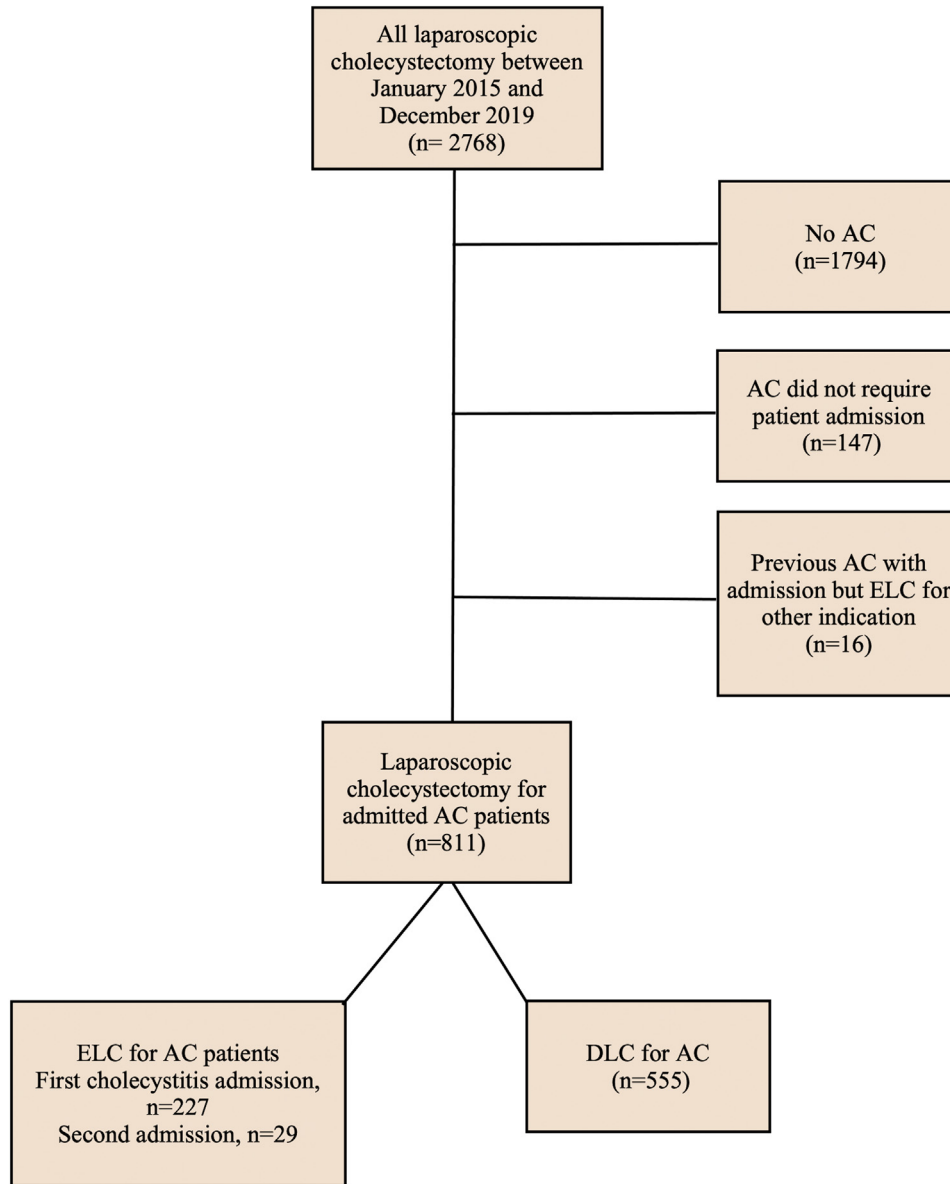 All laparoscopic
cholecystectomy between
January 2015 and
December 2019
(n= 2768)
No AC
(n=1794)
AC did not require
patient admission
(n=147)
Previous AC with
admission but ELC for
other indication
(n=16)
Laparoscopic
cholecystectomy for
admitted AC patients
(n=811)
ELC for AC patients
First cholecystitis admission,
n=227
Second admission, n=29
DLC for AC
(n=555)